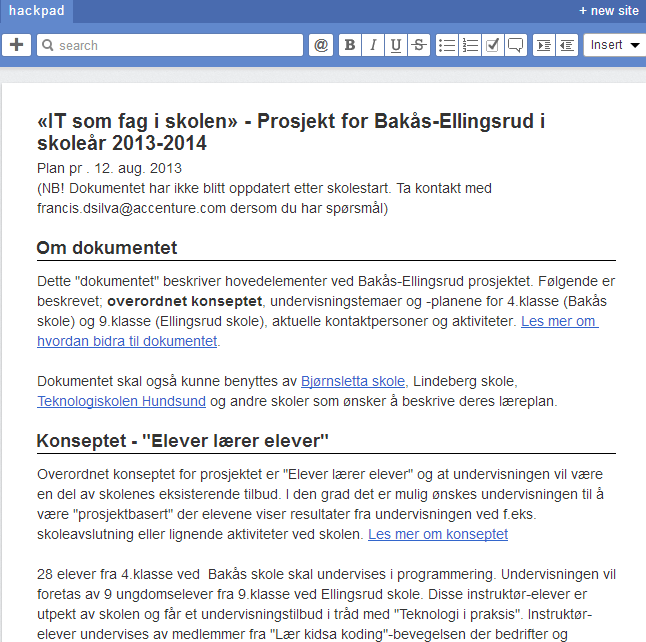 hackpad
+ new site
search
@ B I U S
Insert
«IT som fag i skolen» - Prosjekt for Bakås-Ellingsrud i
skoleår 2013-2014
Plan pr . 12. aug. 2013
(NB! Dokumentet har ikke blitt oppdatert etter skolestart. Ta kontakt med
francis.dsilva@accenture.com dersom du har spørsmål)
Om dokumentet
Dette "dokumentet" beskriver hovedelementer ved Bakås-Ellingsrud prosjektet. Følgende er
beskrevet; overordnet konseptet, undervisningstemaer og -planene for 4.klasse (Bakås
skole) og 9.klasse (Ellingsrud skole), aktuelle kontaktpersoner og aktiviteter. Les mer om
hvordan bidra til dokumentet.
Dokumentet skal også kunne benyttes av Bjørnsletta skole, Lindeberg skole,
Teknologiskolen Hundsund og andre skoler som ønsker å beskrive deres læreplan.
Konseptet - "Elever lærer elever"
Overordnet konseptet for prosjektet er "Elever lærer elever" og at undervisningen vil være
en del av skolenes eksisterende tilbud. I den grad det er mulig ønskes undervisningen til å
være "prosjektbasert" der elevene viser resultater fra undervisningen ved f.eks.
skoleavslutning eller lignende aktiviteter ved skolen. Les mer om konseptet
28 elever fra 4.klasse ved  Bakås skole skal undervises i programmering. Undervisningen vil
foretas av 9 ungdomselever fra 9.klasse ved Ellingsrud skole. Disse instruktør-elever er
utpekt av skolen og får et undervisningstilbud i tråd med "Teknologi i praksis". Instruktør-
elever undervises av medlemmer fra "Lær kidsa koding"-bevegelsen der bedrifter og